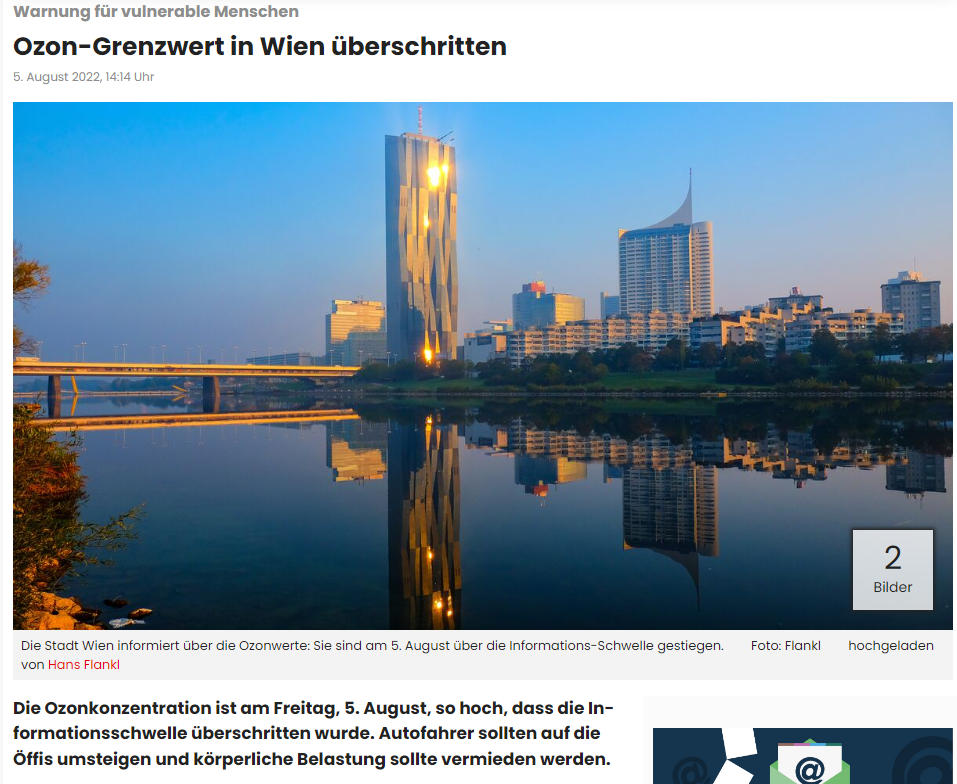 Warnung für vulnerable Menschen
Ozon-Grenzwert in Wien überschritten
5. August 2022, 14:14 Uhr
2
Bilder
Die Stadt Wien informiert über die Ozonwerte: Sie sind am 5. August über die Informations-Schwelle gestiegen. Foto: Flankl hochgeladen
von Hans Flankl
Die Ozonkonzentration ist am Freitag, 5. August, so hoch, dass die In-
formationsschwelle überschritten wurde. Autofahrer sollten auf die
Öffis umsteigen und körperliche Belastung sollte vermieden werden.
@
@